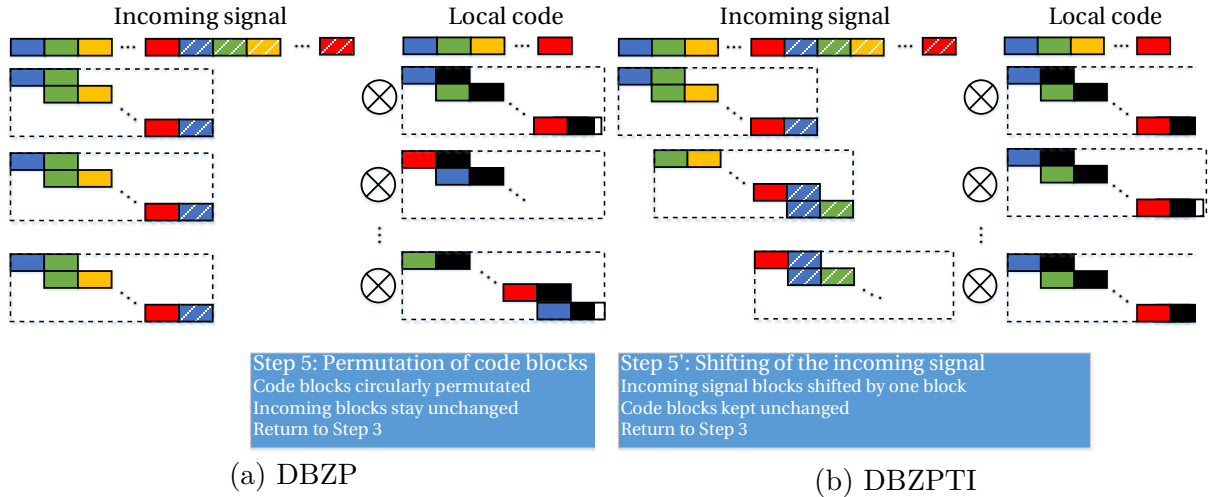 Incoming signal
Local code
Incoming signal
Local code
Step 5: Permutation of code blocks
Code blocks circularly permutated
Incoming blocks stay unchanged
Return to Step 3
Step 5': Shifting of the incoming signal
Incoming signal blocks shifted by one block
Code blocks kept unchanged
Return to Step 3
(a) DBZP
(b) DBZPTI